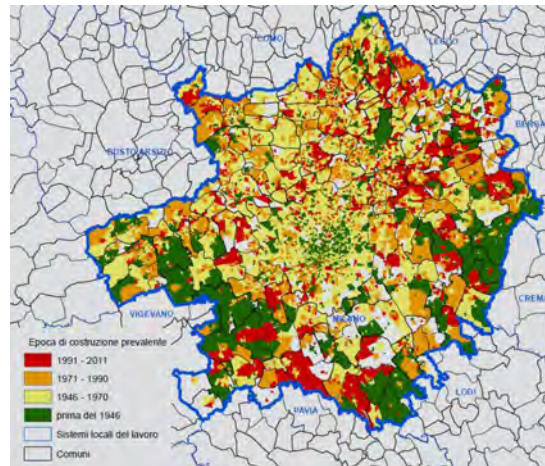 COMO
LECCO
BERGA
BUSTO ARSIZIO
CREMA
VIGEVANO
MILANO
LODI
PAVIA
Epoca di costruzione prevalente
1991 - 2011
1971 - 1990
1946 - 1970
prima del 1946
Sistemi locali del lavoro
Comuni